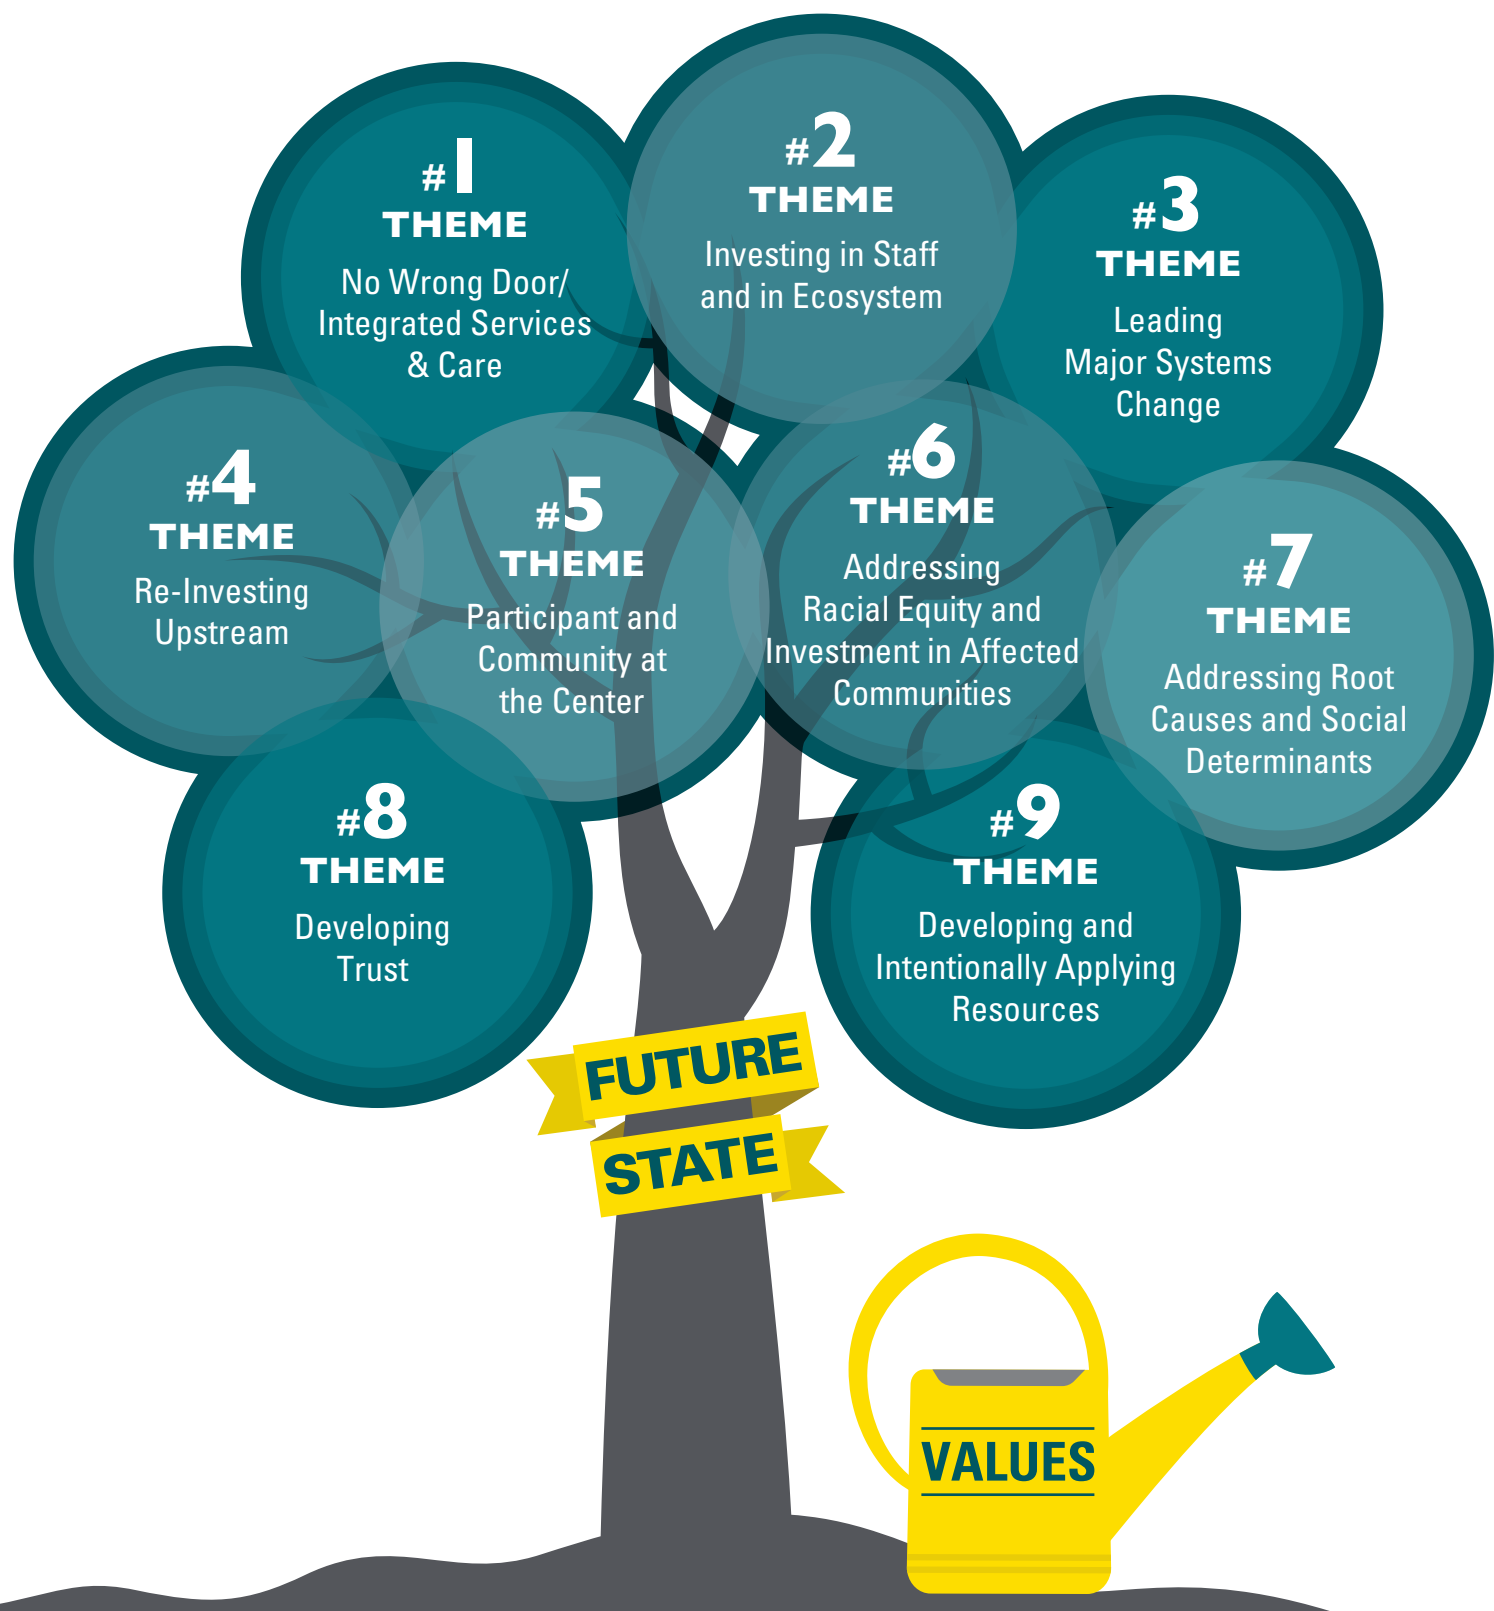 #1
THEME
No Wrong Door/
Integrated Services
& Care
#2
THEME
Investing in Staff
and in Ecosystem
#3
THEME
Leading
Major Systems
Change
#4
THEME
Re-Investing
Upstream
#5
THEME
Participant and
Community at
the Center
#6
THEME
Addressing
Racial Equity and
Investment in Affected
Communities
#7
THEME
Addressing Root
Causes and Social
Determinants
#8
THEME
Developing
Trust
#9
THEME
Developing and
Intentionally Applying
Resources
FUTURE
STATE
VALUES